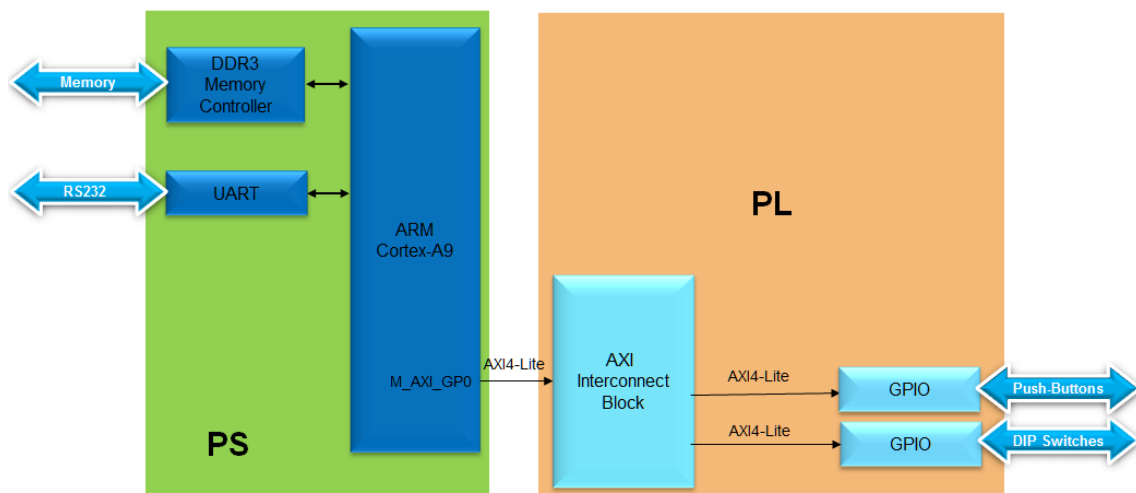 DDR3
Memory
Controller
Memory
UART
RS232
ARM
Cortex-A9
M_AXI_GP0
PS
AXI4-Lite
PL
AXI
Interconnect
Block
AXI4-Lite
GPIO
Push-Buttons
AXI4-Lite
GPIO
DIP Switches